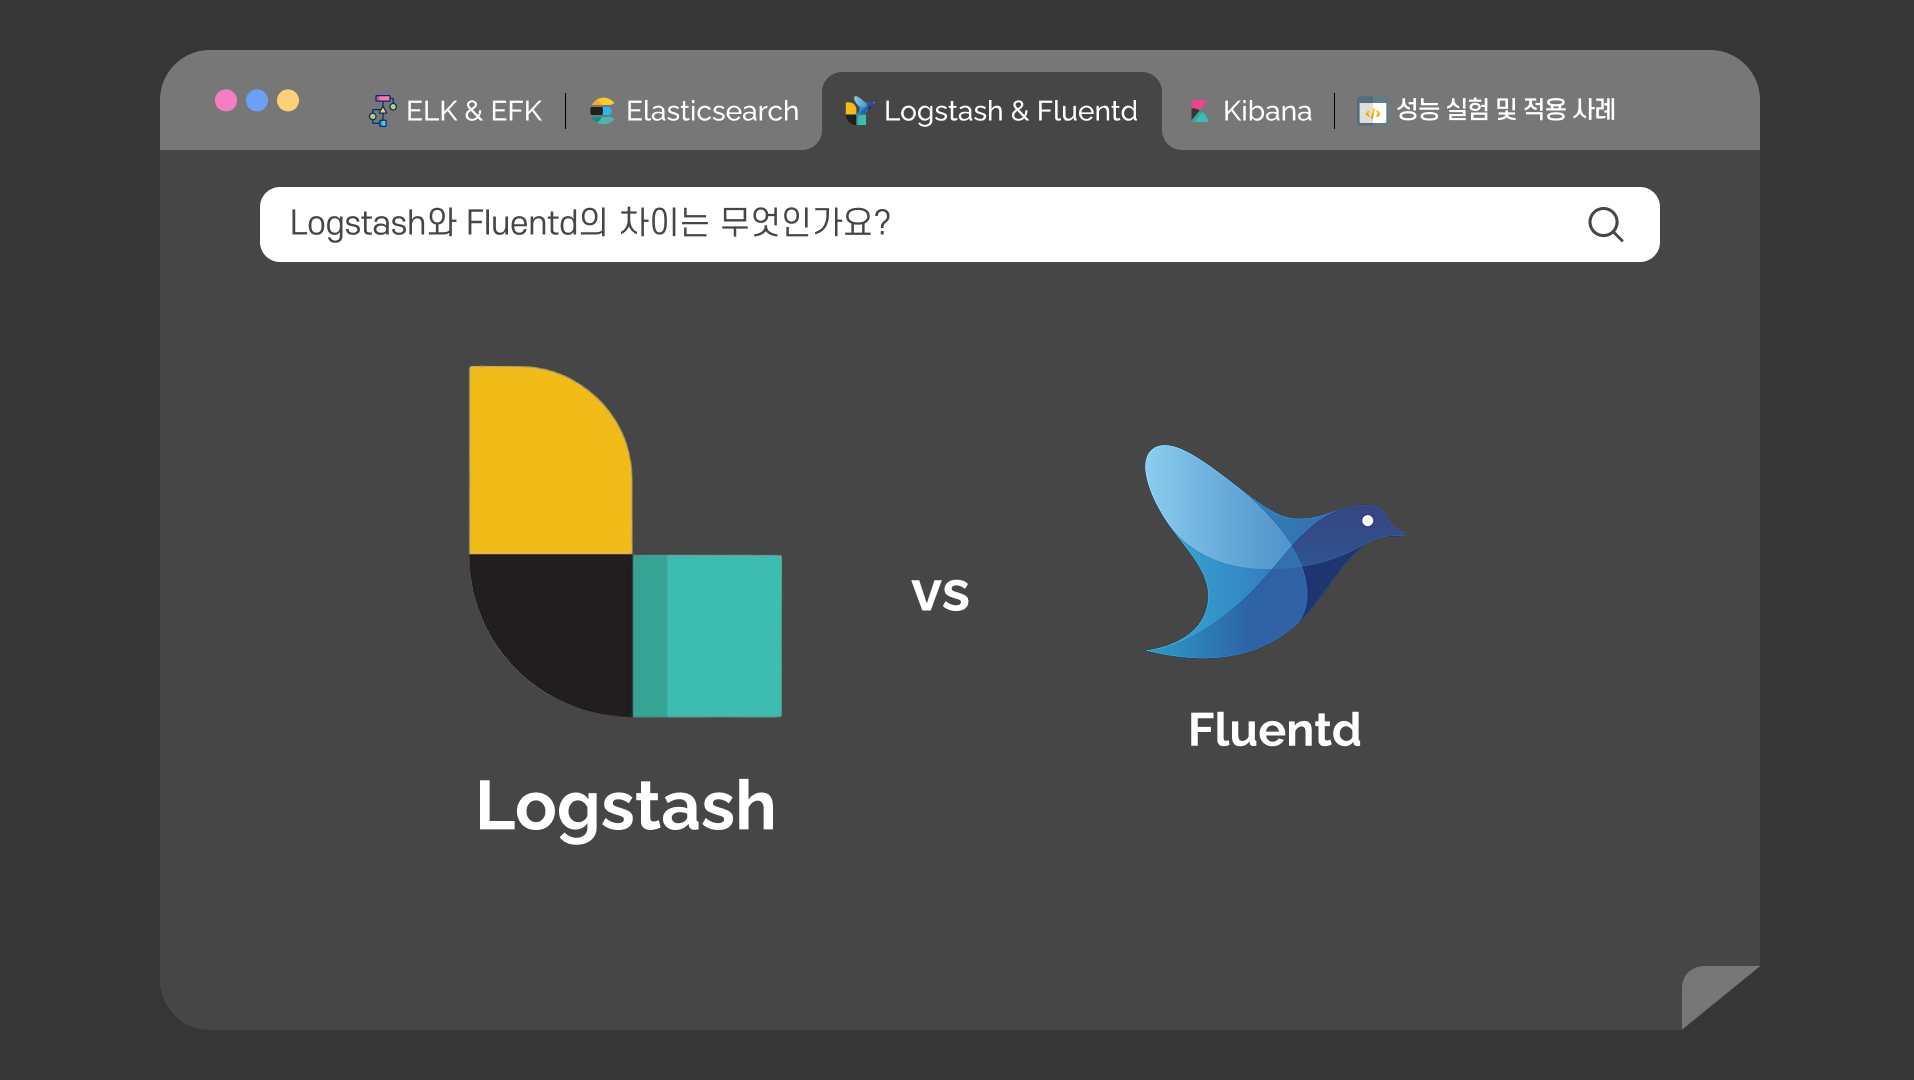 ELK & EFK
Elasticsearch
Logstash & Fluentd
Kibana
성능 실험 및 적용 사례
Logstash와 Fluentd의 차이는 무엇인가요?
vs
Fluentd
Logstash